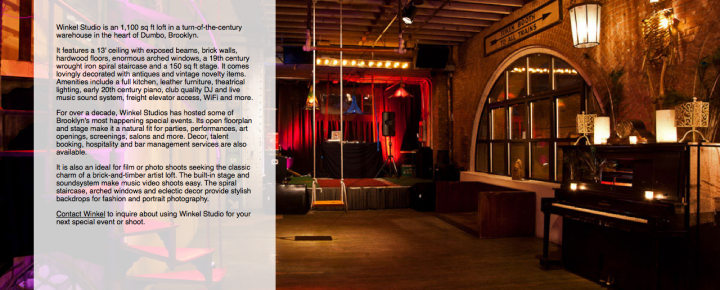 Winkel Studio is an 1,100 sq ft loft in a turn-of-the-century
warehouse in the heart of Dumbo, Brooklyn.
It features a 13' ceiling with exposed beams, brick walls,
hardwood floors, enormous arched windows, a 19th century
wrought iron spiral staircase and a 150 sq ft stage. It comes
lovingly decorated with antiques and vintage novelty items.
Amenities include a full kitchen, leather furniture, theatrical
lighting, early 20th century piano, club quality DJ and live
music sound system, freight elevator access, WiFi and more.
For over a decade, Winkel Studios has hosted some of
Brooklyn's most happening special events. Its open floorplan
and stage make it a natural fit for parties, performances, art
openings, screenings, salons and more. Decor, talent
booking, hospitality and bar management services are also
available.
It is also an ideal for film or photo shoots seeking the classic
charm of a brick-and-timber artist loft. The built-in stage and
soundsystem make music video shoots easy. The spiral
staircase, arched windows and eclectic decor provide stylish
backdrops for fashion and portrait photography.
Contact Winkel to inquire about using Winkel Studio for your
next special event or shoot.
TOKEN BOOTH
TO ALL TRAINS